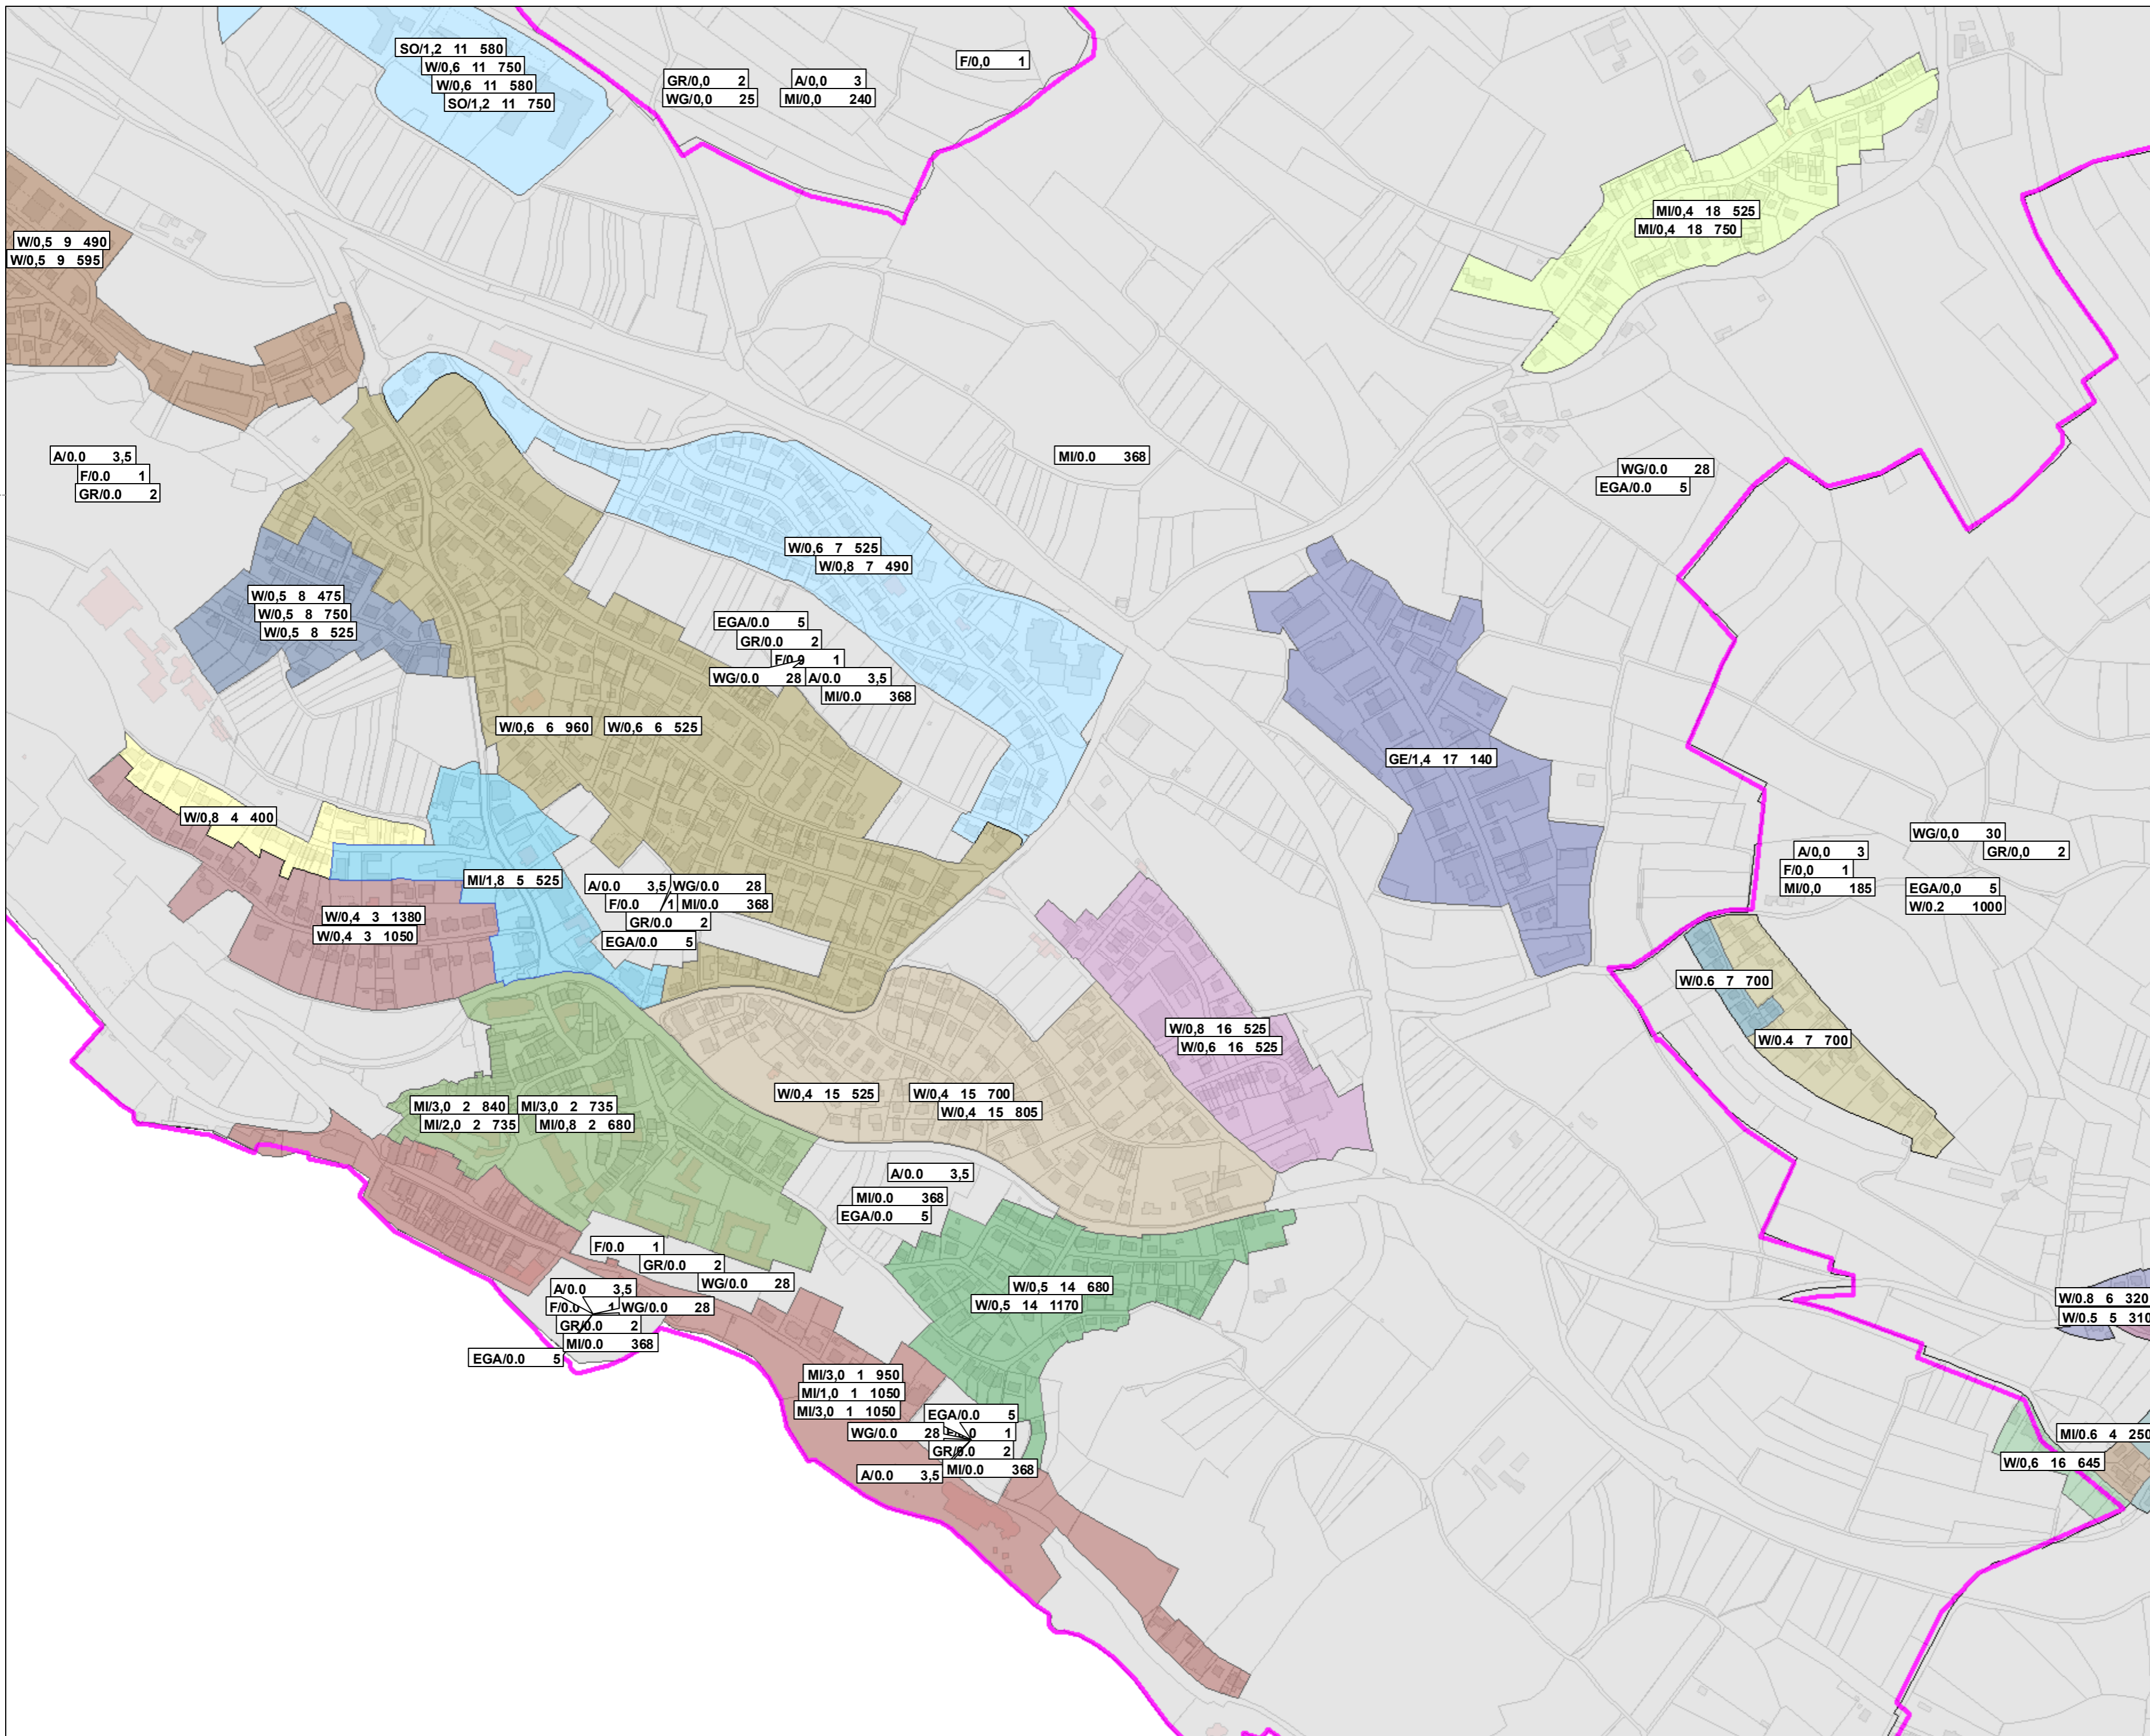 SO/1,2 11 580
W/0,6 11 750
W/0,6 11 580
SO/1,2 11 750
GR/0,0 2
WG/0,0 25
A/0,0 3
MI/0,0 240
F/0,0 1
MI/0,4 18 525
MI/0,4 18 750
W/0,5 9 490
W/0,5 9 595
A/0.0 3,5
F/0.0 1
GR/0.0 2
MI/0.0 368
WG/0.0 28
EGA/0.0 5
W/0,6 7 525
W/0,8 7 490
W/0,5 8 475
W/0,5 8 750
W/0,5 8 525
EGA/0.0 5
GR/0.0 2
F/0.0 1
WG/0.0 28
A/0.0 3,5
MI/0.0 368
W/0,6 6 960
W/0,6 6 525
GE/1,4 17 140
W/0,8 4 400
MI/1,8 5 525
A/0.0 3,5
WG/0.0 28
F/0.0 1
MI/0.0 368
GR/0.0 2
EGA/0.0 5
W/0,4 3 1380
W/0,4 3 1050
WG/0,0 30
GR/0,0 2
A/0,0 3
F/0,0 1
MI/0,0 185
EGA/0,0 5
W/0.2 1000
W/0.6 7 700
W/0.4 7 700
W/0,8 16 525
W/0,6 16 525
W/0,4 15 525
W/0,4 15 700
W/0,4 15 805
MI/3,0 2 840
MI/3,0 2 735
MI/2,0 2 735
MI/0,8 2 680
A/0.0 3,5
MI/0.0 368
EGA/0.0 5
F/0.0 1
GR/0.0 2
WG/0.0 28
A/0.0 3,5
F/0.0 1
WG/0.0 28
GR/0.0 2
MI/0.0 368
EGA/0.0 5
W/0,5 14 680
W/0,5 14 1170
W/0.8 6 320
W/0.5 5 310
MI/3,0 1 950
MI/1,0 1 1050
MI/3,0 1 1050
EGA/0.0 5
WG/0.0 28
1
GR/0.0 2
MI/0.0 368
A/0.0 3,5
MI/0.6 4 250
W/0,6 16 645